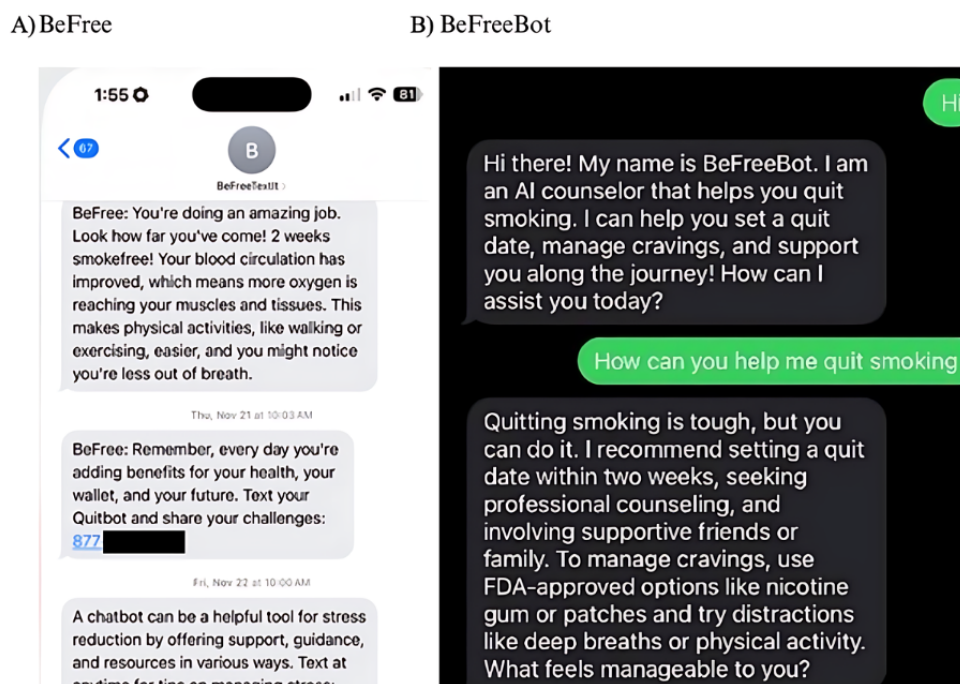 A) BeFree
B) BeFreeBot
1:55
81
67
B
BeFreeTextUt
BeFree: You're doing an amazing job.
Look how far you've come! 2 weeks
smokefree! Your blood circulation has
improved, which means more oxygen is
reaching your muscles and tissues. This
makes physical activities, like walking or
exercising, easier, and you might notice
you're less out of breath.
Thu, Nov 21 at 10:03 AM
BeFree: Remember, every day you're
adding benefits for your health, your
wallet, and your future. Text your
Quitbot and share your challenges:
877-
Fri, Nov 22 at 10:00 AM
A chatbot can be a helpful tool for stress
reduction by offering support, guidance,
and resources in various ways. Text at
anytime for tips on managing stress:
Hi
Hi there! My name is BeFreeBot. I am
an AI counselor that helps you quit
smoking. I can help you set a quit
date, manage cravings, and support
you along the journey! How can I
assist you today?
How can you help me quit smoking
Quitting smoking is tough, but you
can do it. I recommend setting a quit
date within two weeks, seeking
professional counseling, and
involving supportive friends or
family. To manage cravings, use
FDA-approved options like nicotine
gum or patches and try distractions
like deep breaths or physical activity.
What feels manageable to you?